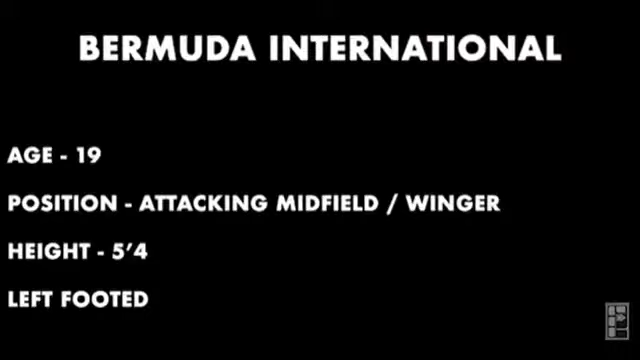 BERMUDA INTERNATIONAL
AGE - 19
POSITION - ATTACKING MIDFIELD / WINGER
HEIGHT - 5'4
LEFT FOOTED